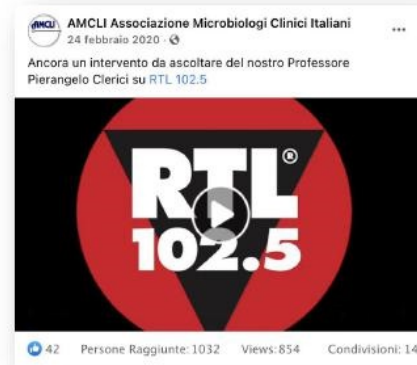 AMCLI AMCLI Associazione Microbiologi Clinici Italiani
24 febbraio 2020 ·
Ancora un intervento da ascoltare del nostro Professore
Pierangelo Clerici su RTL 102.5
RTL®
102.5
42 Persone Raggiunte: 1032 Views: 854 Condivisioni: 14